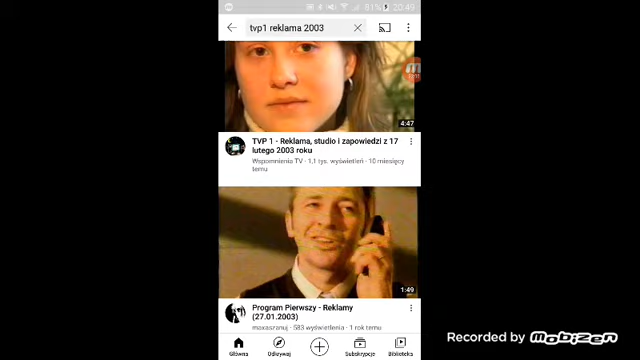 81% 20:49
tvp1 reklama 2003
4:47
TVP 1 - Reklama, studio i zapowiedzi z 17
lutego 2003 roku
Wspomnienia TV · 1,1 tys. wyświetleń · 10 miesięcy
temu
1:49
Program Pierwszy - Reklamy
(27.01.2003)
maxaszanuj · 583 wyświetlenia · 1 rok temu
Główna Odkrywaj Subskrypcje Biblioteka
Recorded by mobizen